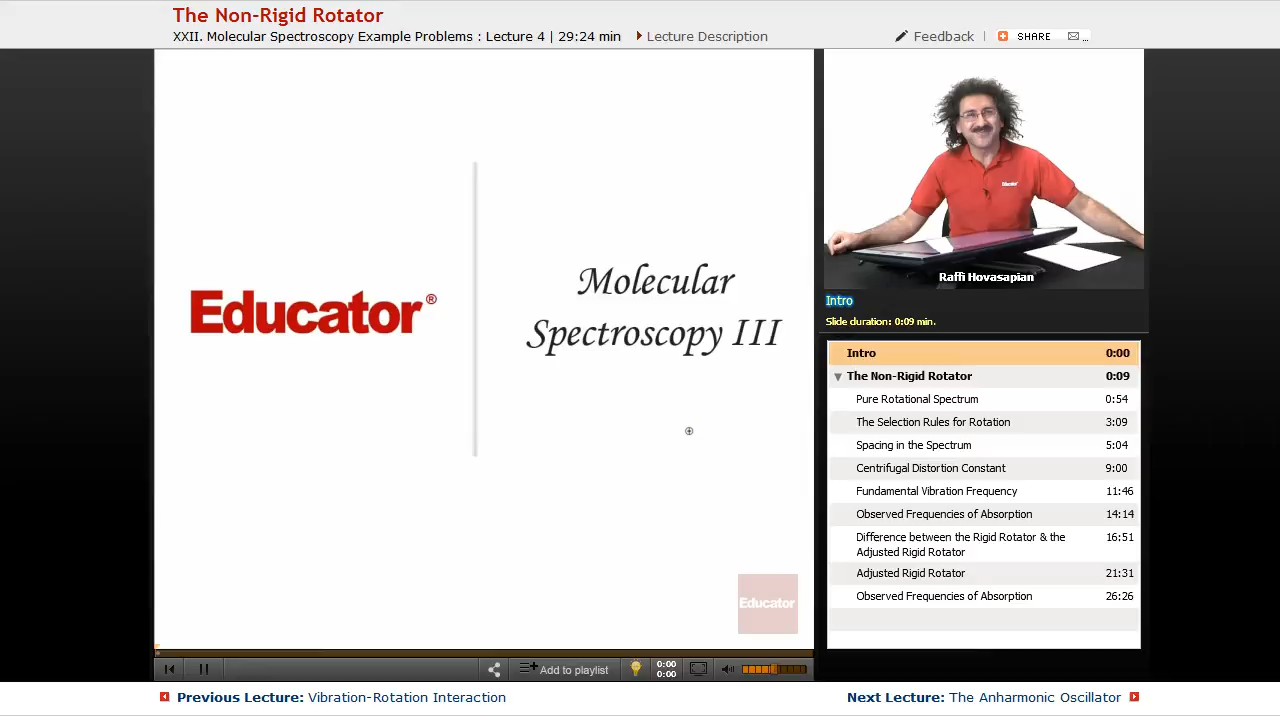 The Non-Rigid Rotator
XXII. Molecular Spectroscopy Example Problems : Lecture 4 | 29:24 min
Lecture Description
Feedback
SHARE
...
Educator®
Molecular
Spectroscopy III
Educator
Educator
Raffi Hovasapian
Intro
Slide duration: 0:09 min.
Intro 0:00
The Non-Rigid Rotator 0:09
Pure Rotational Spectrum 0:54
The Selection Rules for Rotation 3:09
Spacing in the Spectrum 5:04
Centrifugal Distortion Constant 9:00
Fundamental Vibration Frequency 11:46
Observed Frequencies of Absorption 14:14
Difference between the Rigid Rotator & the 16:51
Adjusted Rigid Rotator
Adjusted Rigid Rotator 21:31
Observed Frequencies of Absorption 26:26
Add to playlist
0:00
0:00
Previous Lecture: Vibration-Rotation Interaction
Next Lecture: The Anharmonic Oscillator